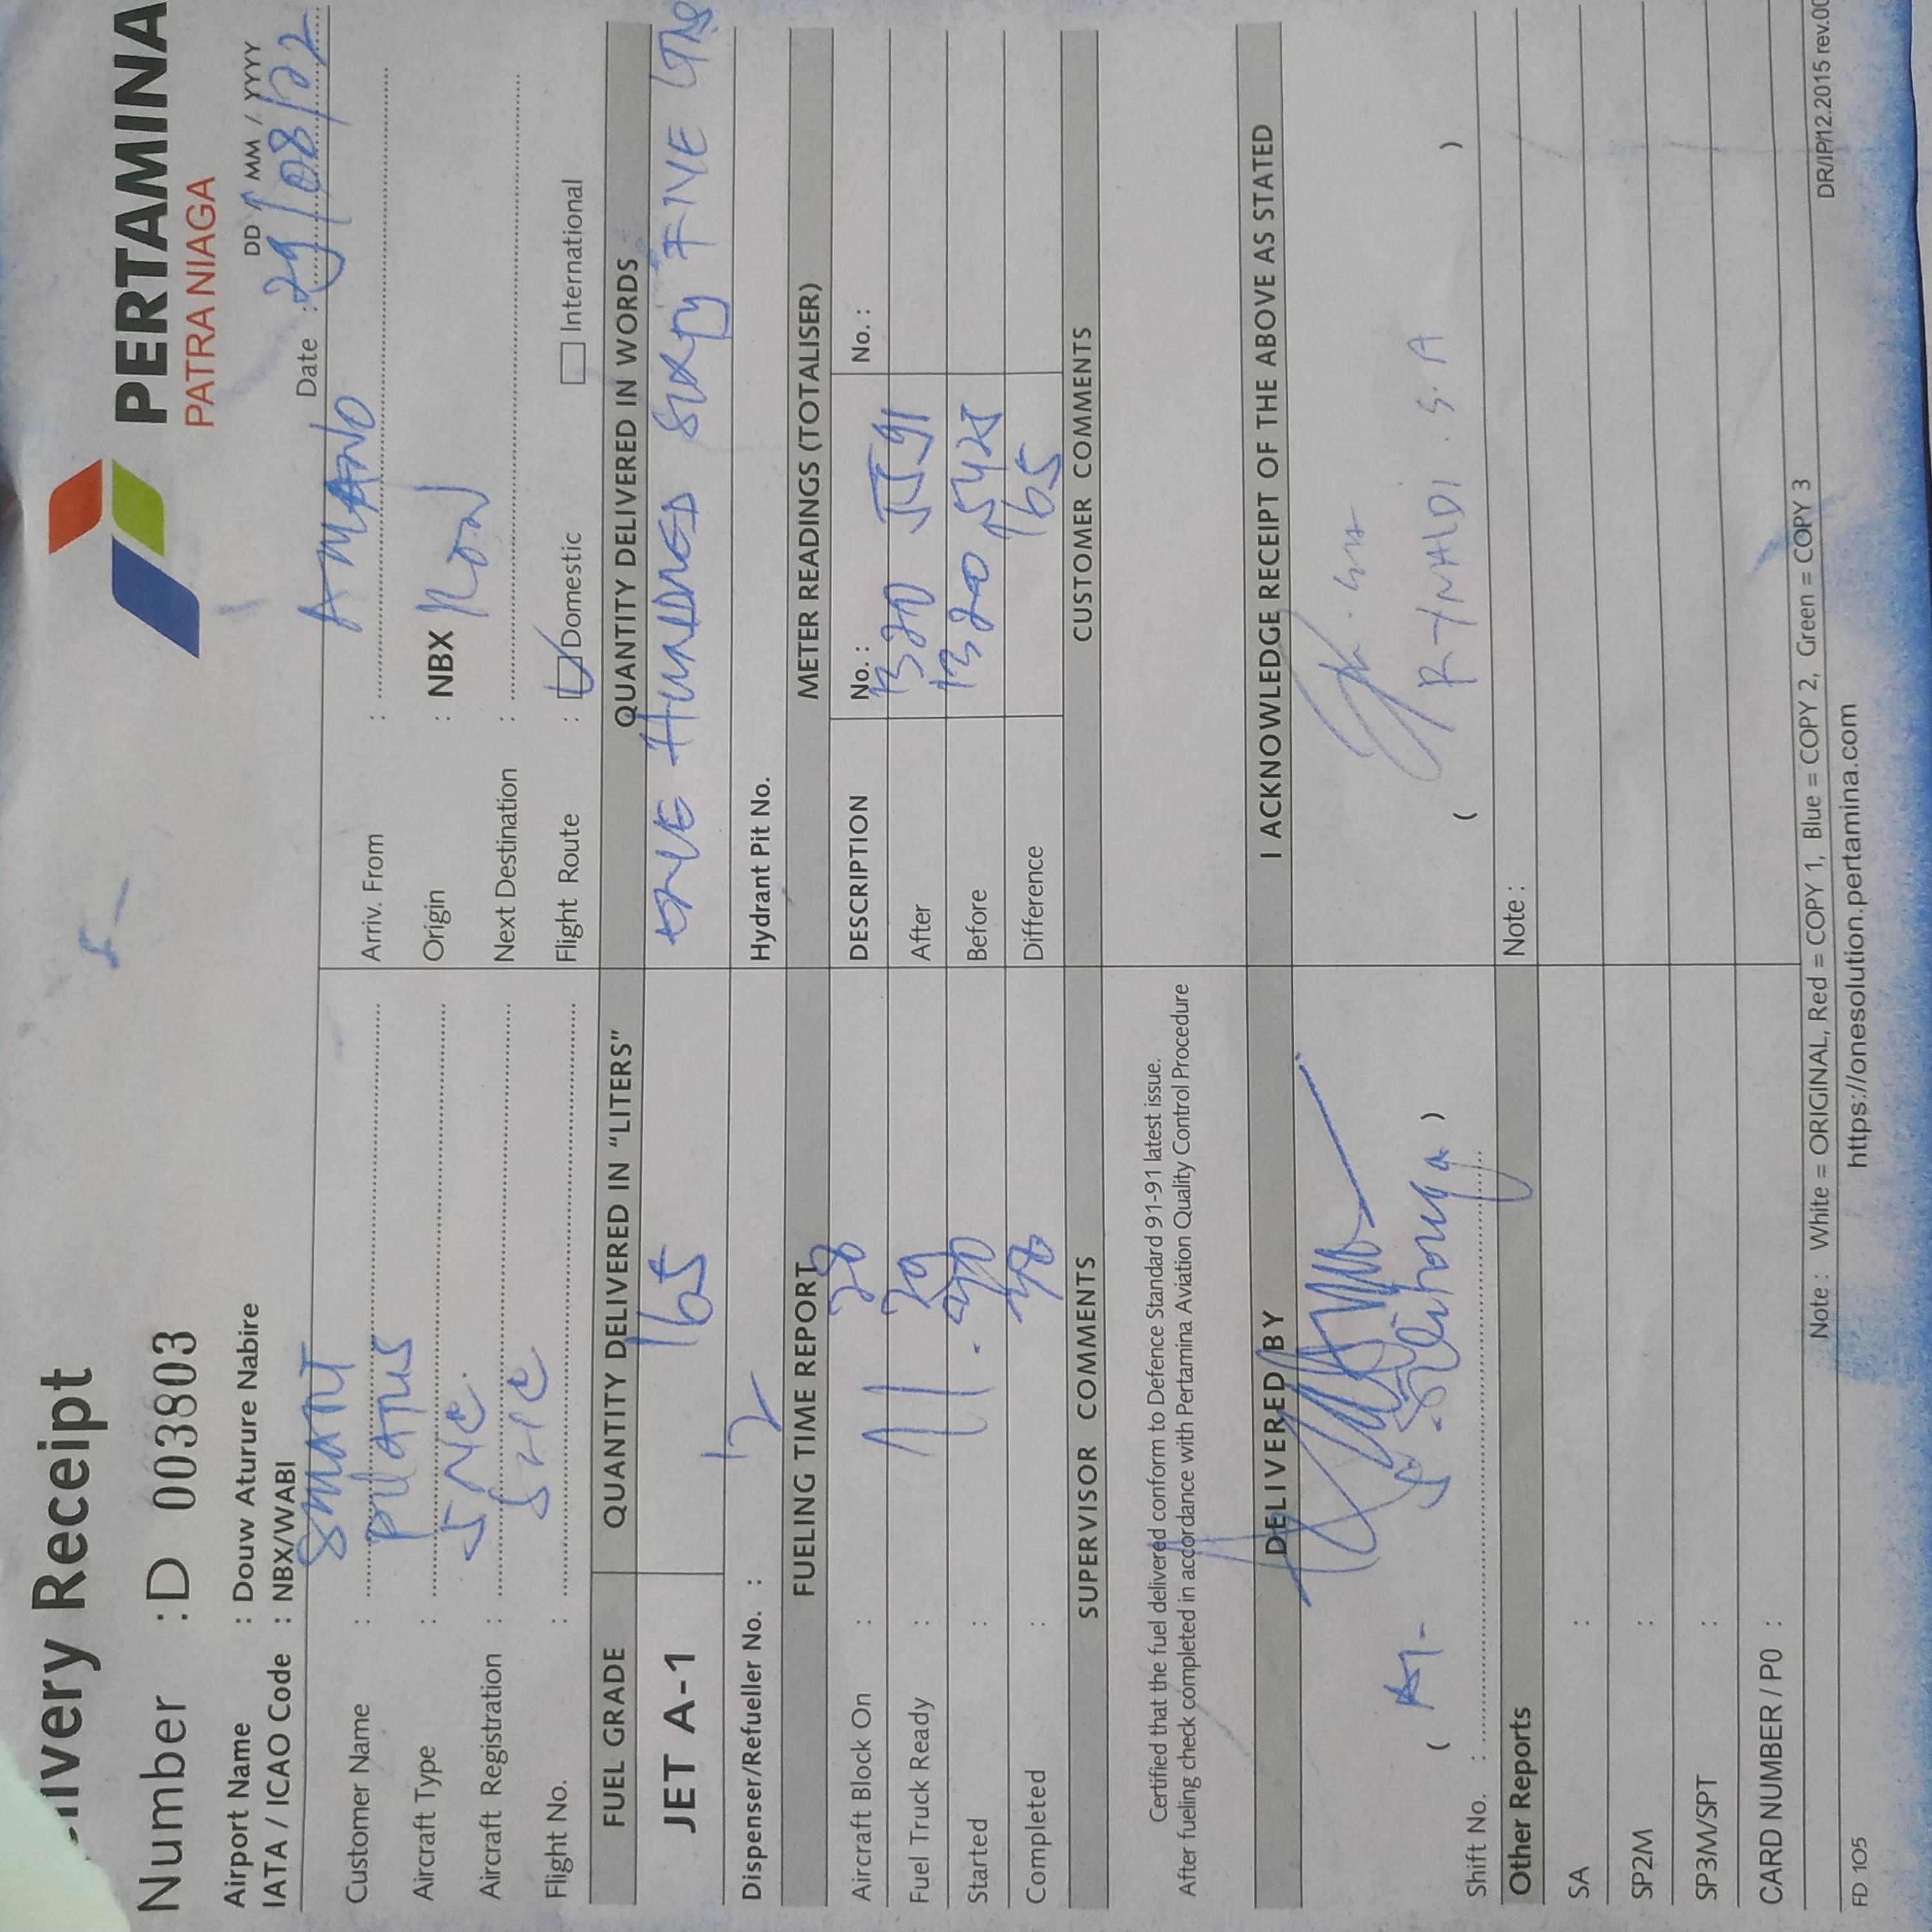 livery Receipt
PERTAMINA
PATRA NIAGA
Number : D 003803
DD / MM / YYYY
Date : 29/08/22
Airport Name : Douw Aturure Nabire
IATA / ICAO Code : NBX/WABI
Customer Name : SMART
Aircraft Type : PILATUS
Aircraft Registration : SNC
Flight No. :
Arriv. From :
Origin : NBX
Next Destination :
Flight Route : Domestic International
FUEL GRADE
JET A-1
QUANTITY DELIVERED IN "LITERS"
165
QUANTITY DELIVERED IN WORDS
ONE HUNDRED SIXTY FIVE LTRS
Dispenser/Refueller No. :
Hydrant Pit No.
FUELING TIME REPORT
Aircraft Block On : 28
Fuel Truck Ready : 29
Started :
Completed :
METER READINGS (TOTALISER)
DESCRIPTION No. : No. :
After
Before
Difference 165
SUPERVISOR COMMENTS
CUSTOMER COMMENTS
Certified that the fuel delivered conform to Defence Standard 91-91 latest issue.
After fueling check completed in accordance with Pertamina Aviation Quality Control Procedure
DELIVERED BY
I ACKNOWLEDGE RECEIPT OF THE ABOVE AS STATED
( )
( RYNALDI . S.A )
Shift No. :
Other Reports
Note :
SA :
SP2M :
SP3M/SPT :
CARD NUMBER / P0 :
Note : White = ORIGINAL, Red = COPY 1, Blue = COPY 2, Green = COPY 3
FD 105
https://onesolution.pertamina.com
DR/IP/12.2015 rev.00